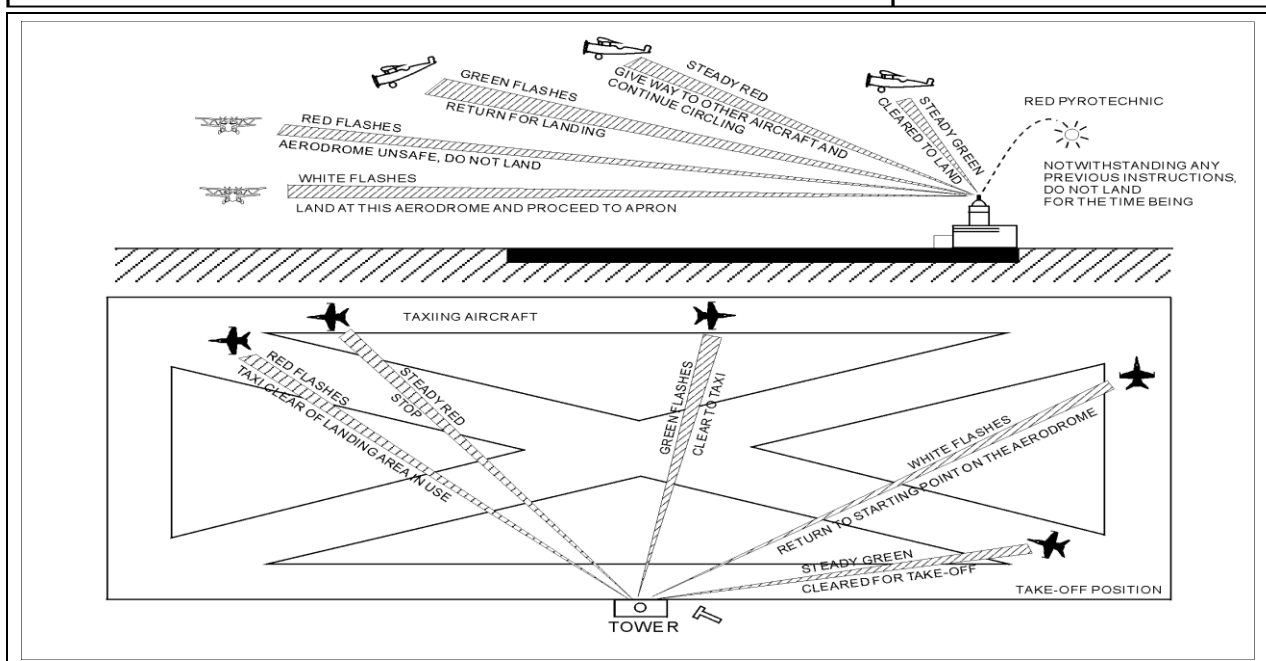 STEADY RED
GIVE WAY TO OTHER AIRCRAFT AND
CONTINUE CIRCLING
GREEN FLASHES
RETURN FOR LANDING
STEADY GREEN
CLEARED TO LAND
RED PYROTECHNIC
RED FLASHES
AERODROME UNSAFE, DO NOT LAND
NOTWITHSTANDING ANY
PREVIOUS INSTRUCTIONS,
DO NOT LAND
FOR THE TIME BEING
WHITE FLASHES
LAND AT THIS AERODROME AND PROCEED TO APRON
TAXIING AIRCRAFT
RED FLASHES
TAXI CLEAR OF LANDING AREA IN USE
STEADY RED
STOP
GREEN FLASHES
CLEAR TO TAXI
WHITE FLASHES
RETURN TO STARTING POINT ON THE AERODROME
STEADY GREEN
CLEARED FOR TAKE-OFF
TAKE-OFF POSITION
TOWER